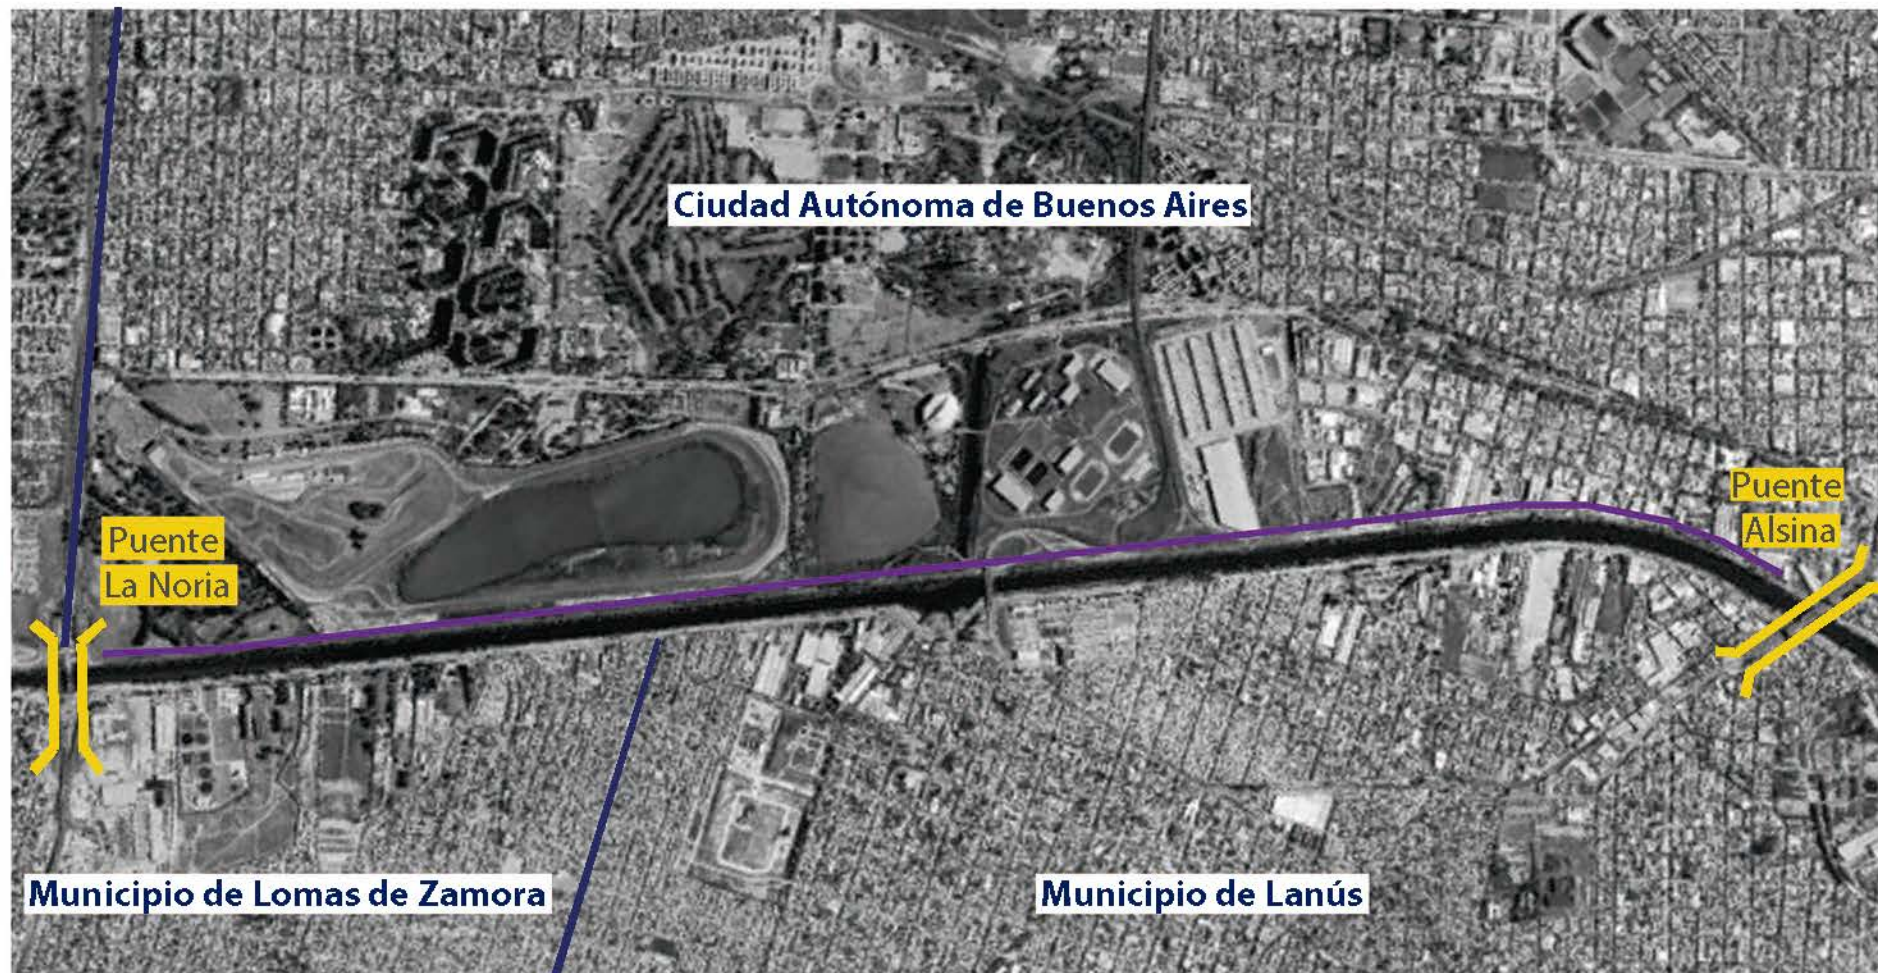 Ciudad Autónoma de Buenos Aires
Puente
Alsina
Puente
La Noria
Municipio de Lomas de Zamora
Municipio de Lanús